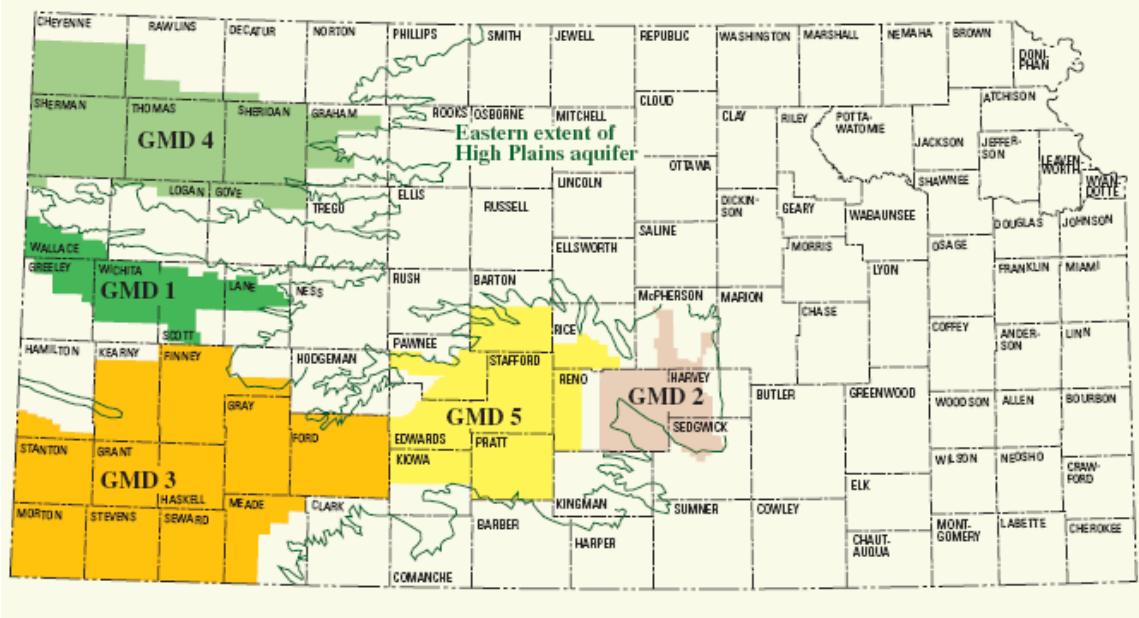 CHEYENNE
RAWLINS
DECATUR
NORTON
PHILLIPS
SMITH
JEWELL
REPUBLIC
WASHINGTON
MARSHALL
NEMAHA
BROWN
DONI-
PHAN
SHERMAN
THOMAS
SHERIDAN
GRAHAM
ROOKS
OSBORNE
MITCHELL
CLOUD
CLAY
RILEY
POTTA-
WATOMIE
ATCHISON
JACKSON
JEFFER-
SON
LEAVEN-
WORTH
WYAN-
DOTTE
GMD 4
Eastern extent of
High Plains aquifer
OTTAWA
SHAWNEE
LOGAN
GOVE
TREGO
ELLIS
RUSSELL
LINCOLN
DICKIN-
SON
GEARY
WABAUNSEE
DOUGLAS
JOHNSON
WALLACE
ELLSWORTH
SALINE
MORRIS
OSAGE
GREELEY
WICHITA
GMD 1
LANE
NESS
RUSH
BARTON
McPHERSON
MARION
LYON
FRANKLIN
MIAMI
SCOTT
CHASE
HAMILTON
KEARNY
FINNEY
HODGEMAN
PAWNEE
STAFFORD
RICE
COFFEY
ANDER-
SON
LINN
RENO
HARVEY
GMD 2
BUTLER
GREENWOOD
WOODSON
ALLEN
BOURBON
GRAY
FORD
EDWARDS
GMD 5
PRATT
SEDGWICK
STANTON
GRANT
GMD 3
HASKELL
KIOWA
WILSON
NEOSHO
CRAW-
FORD
ELK
MORTON
STEVENS
SEWARD
MEADE
CLARK
COMANCHE
BARBER
KINGMAN
HARPER
SUMNER
COWLEY
CHAUT-
AUQUA
MONT-
GOMERY
LABETTE
CHEROKEE